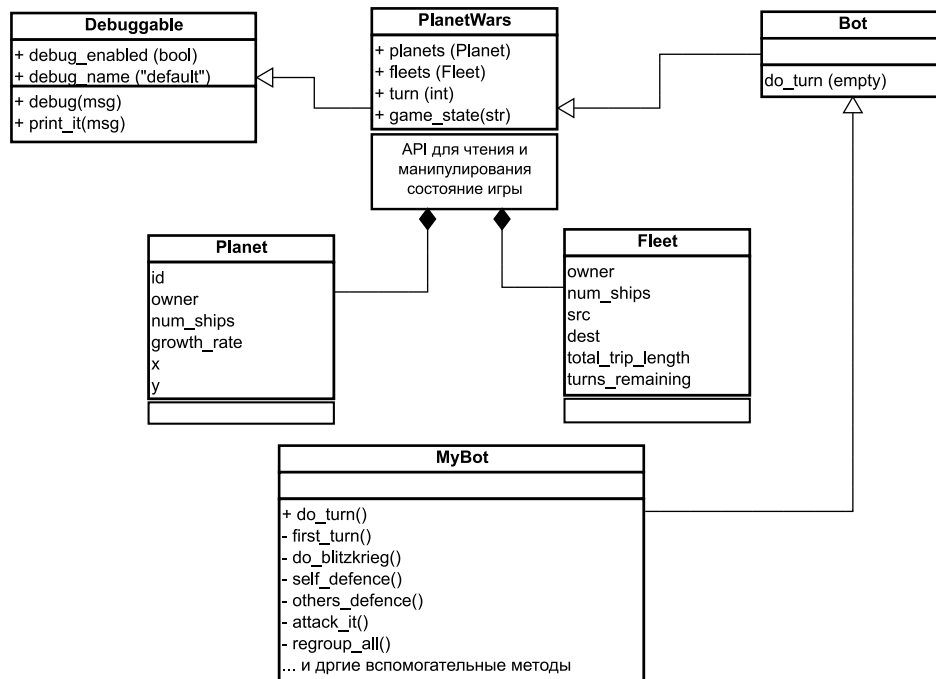 Debuggable
+ debug_enabled (bool)
+ debug_name ("default")
+ debug(msg)
+ print_it(msg)
PlanetWars
+ planets (Planet)
+ fleets (Fleet)
+ turn (int)
+ game_state(str)
API для чтения и
манипулирования
состояние игры
Bot
do_turn (empty)
Planet
id
owner
num_ships
growth_rate
x
y
Fleet
owner
num_ships
src
dest
total_trip_length
turns_remaining
MyBot
+ do_turn()
- first_turn()
- do_blitzkrieg()
- self_defence()
- others_defence()
- attack_it()
- regroup_all()
... и дргие вспомогательные методы